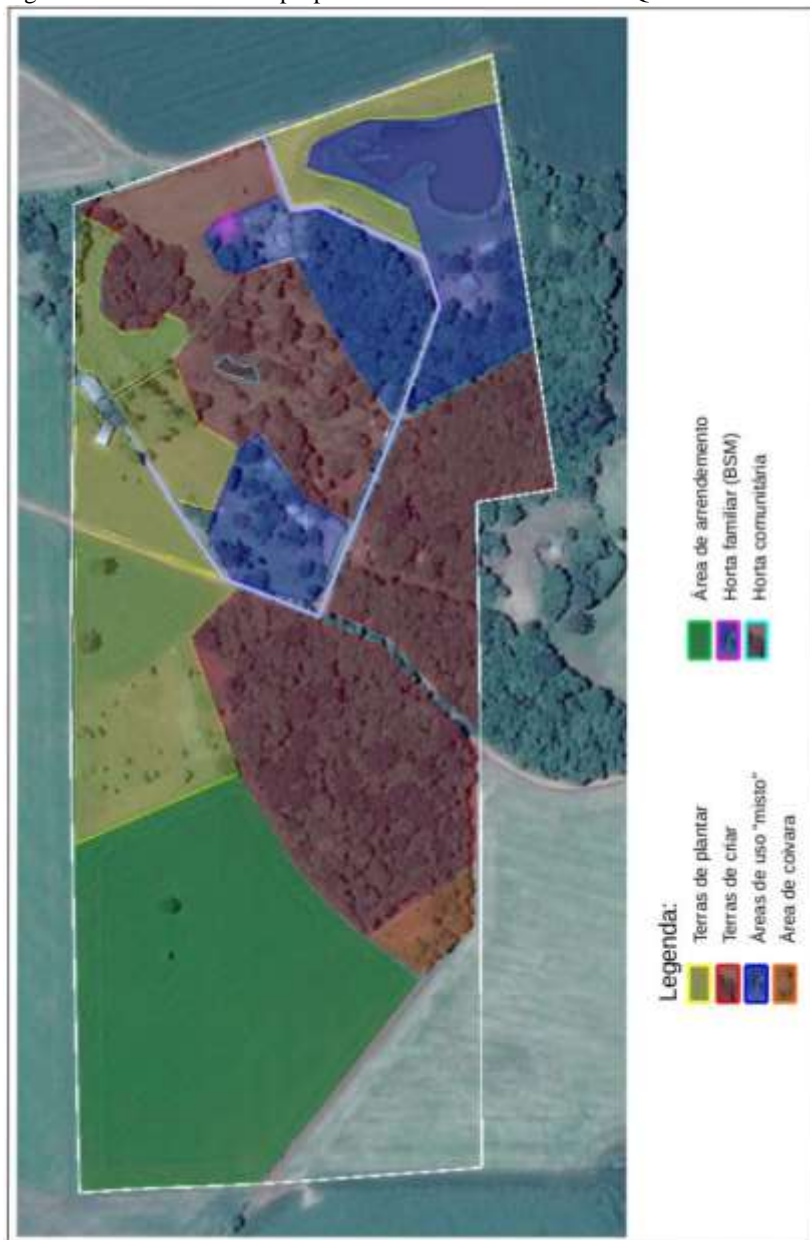 Legenda:
Terras de plantar
Terras de criar
Áreas de uso "misto"
Área de coivara
Área de arrendemento
Horta familiar (BSM)
Horta comunitária